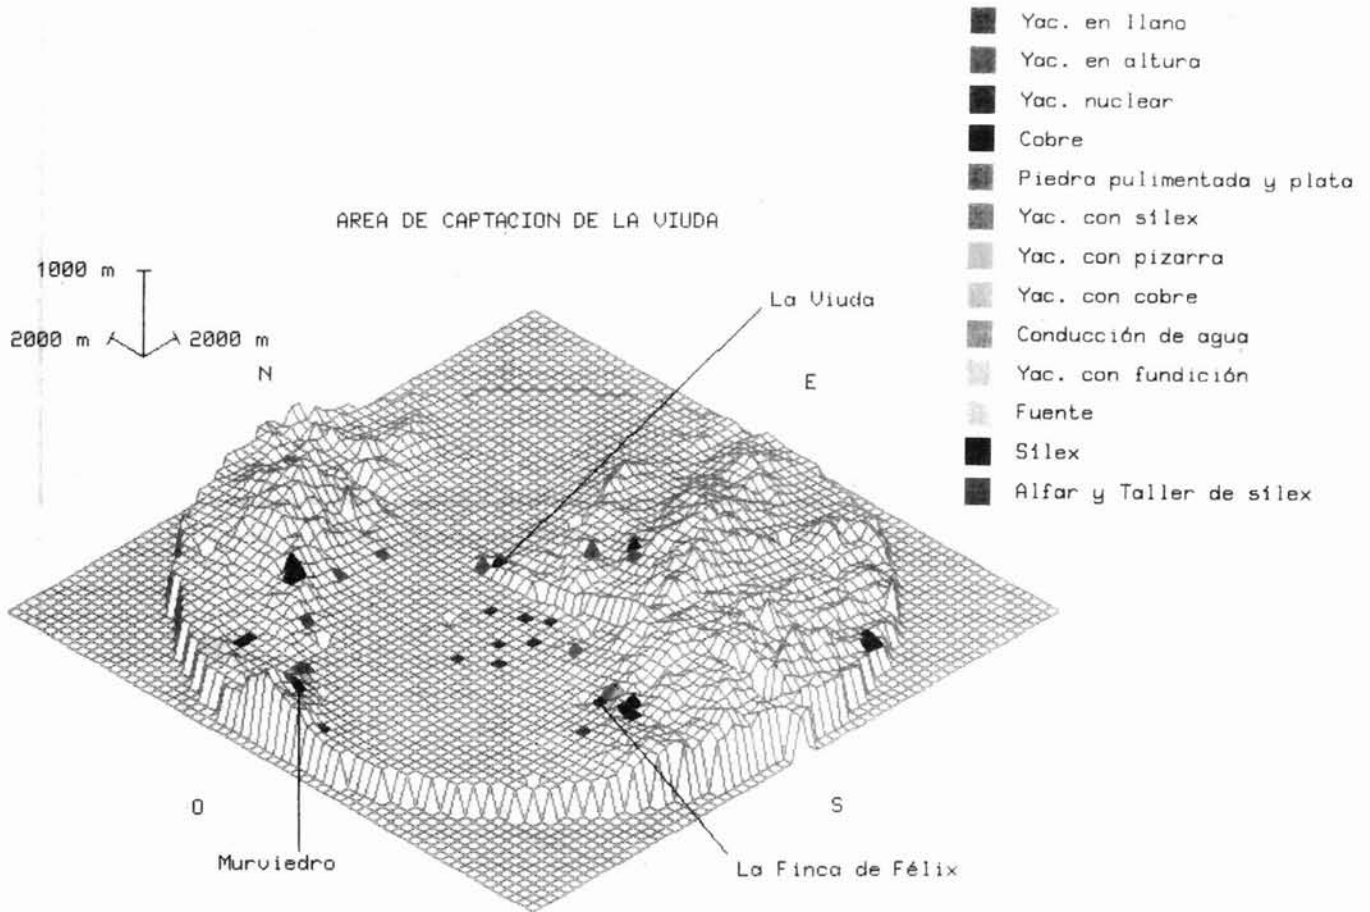 Yac. en llano
Yac. en altura
Yac. nuclear
Cobre
Piedra pulimentada y plata
Yac. con sílex
Yac. con pizarra
Yac. con cobre
Conducción de agua
Yac. con fundición
Fuente
Sílex
Alfar y Taller de sílex
AREA DE CAPTACION DE LA VIUDA
1000 m
2000 m
2000 m
N
E
La Viuda
O
S
Murviedro
La Finca de Félix